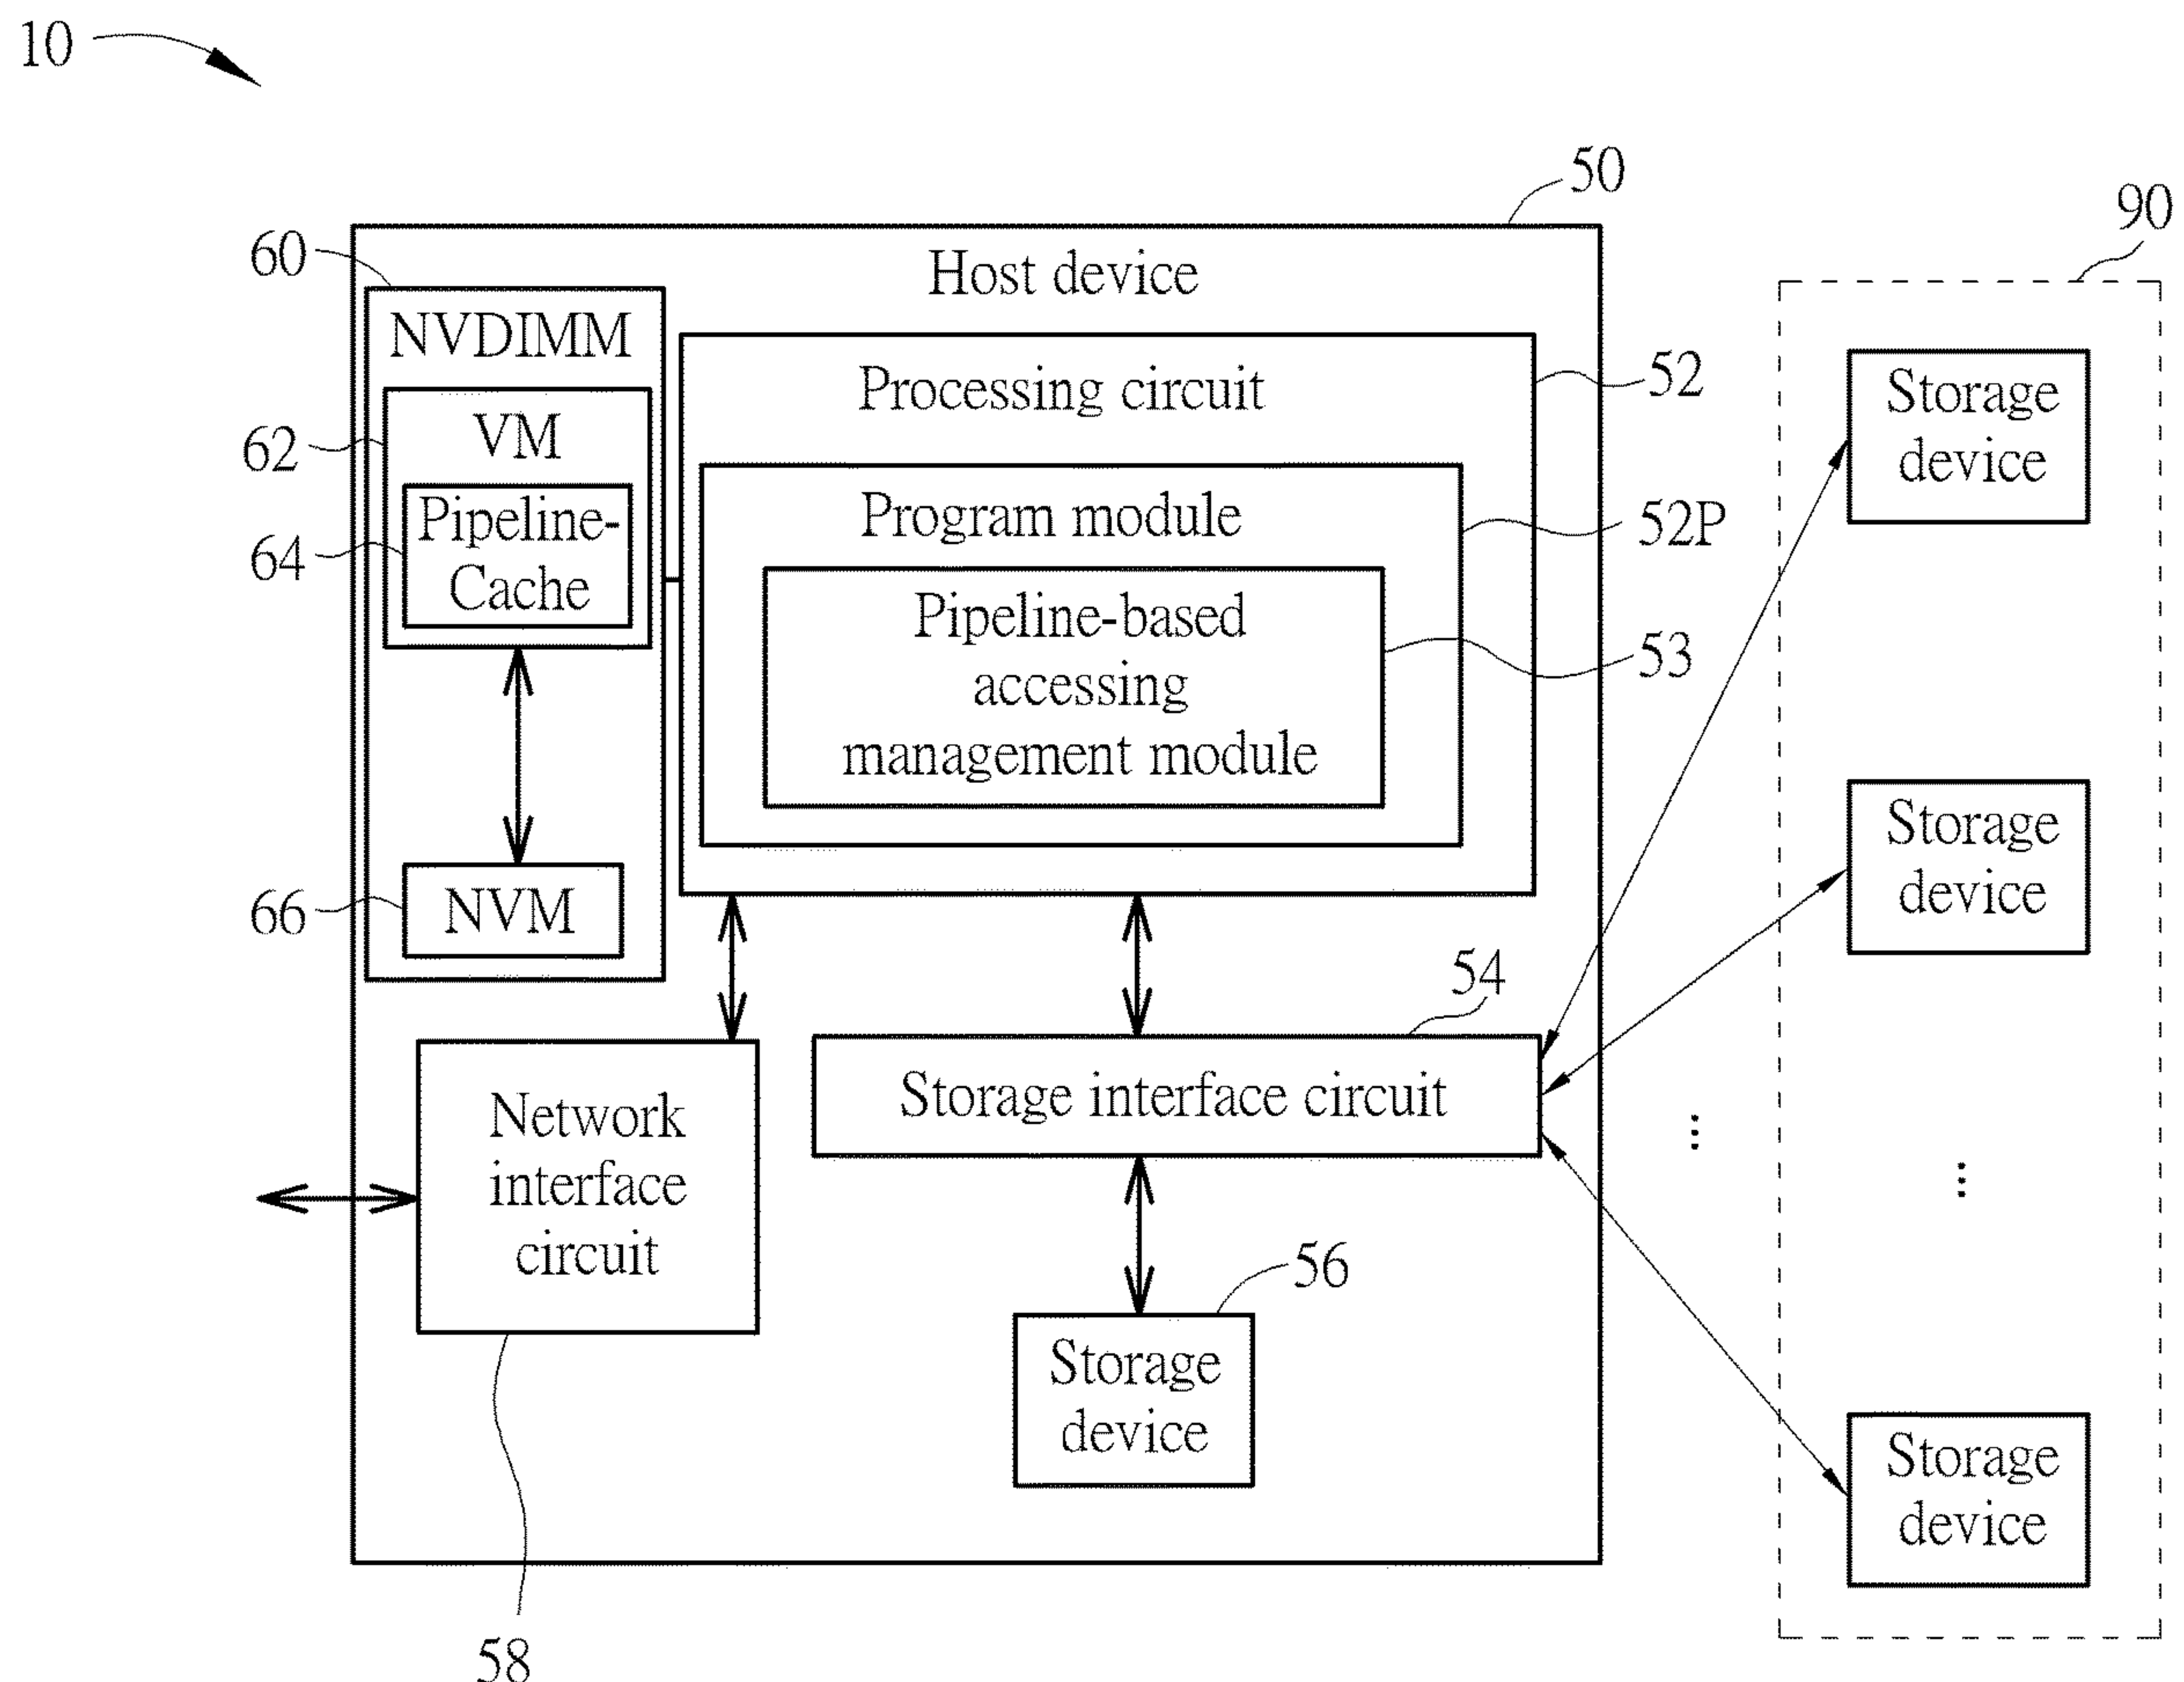 10
50
90
60
Host device
NVDIMM
Processing circuit
52
Storage
device
62
VM
Program module
52P
64
Pipeline-
Cache
Pipeline-based
accessing
management module
53
Storage
device
66
NVM
54
Storage interface circuit
Network
interface
circuit
...
...
56
Storage
device
Storage
device
58